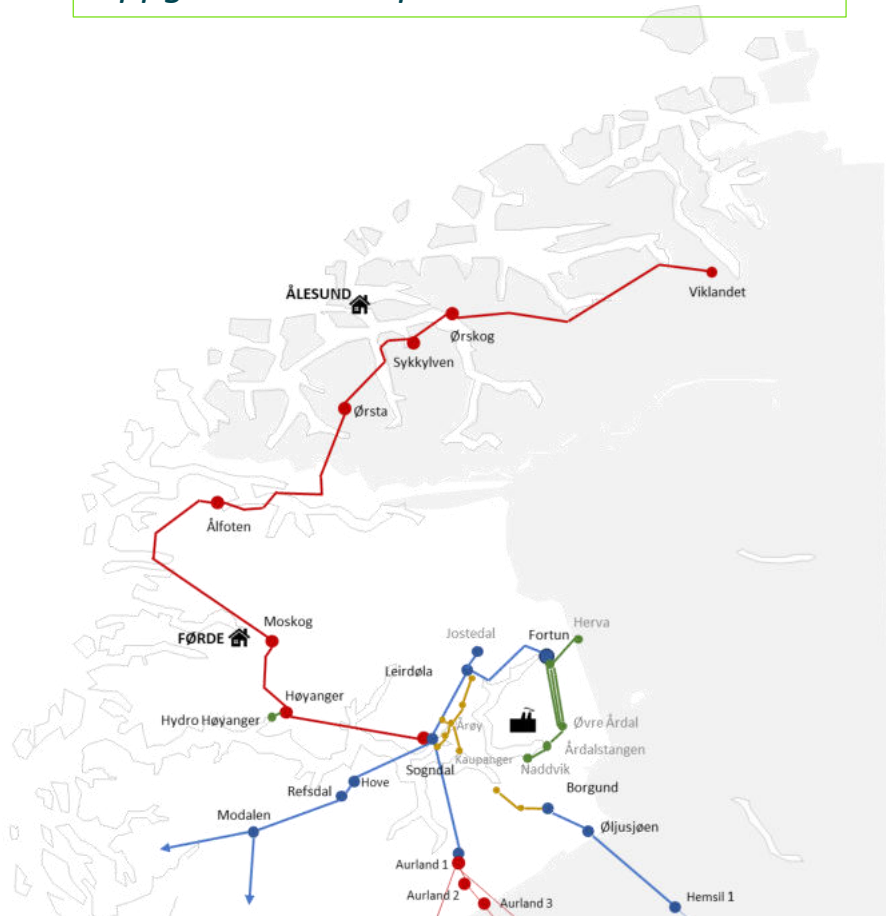 ÅLESUND
Viklandet
Ørskog
Sykkylven
Ørsta
Ålfoten
Moskog
FØRDE
Herva
Jostedal
Fortun
Leirdøla
Høyanger
Hydro Høyanger
Årøy
Øvre Årdal
Årdalstangen
Kaupanger
Naddvik
Sogndal
Hove
Refsdal
Borgund
Modalen
Øljusjøen
Aurland 1
Aurland 2
Aurland 3
Hemsil 1